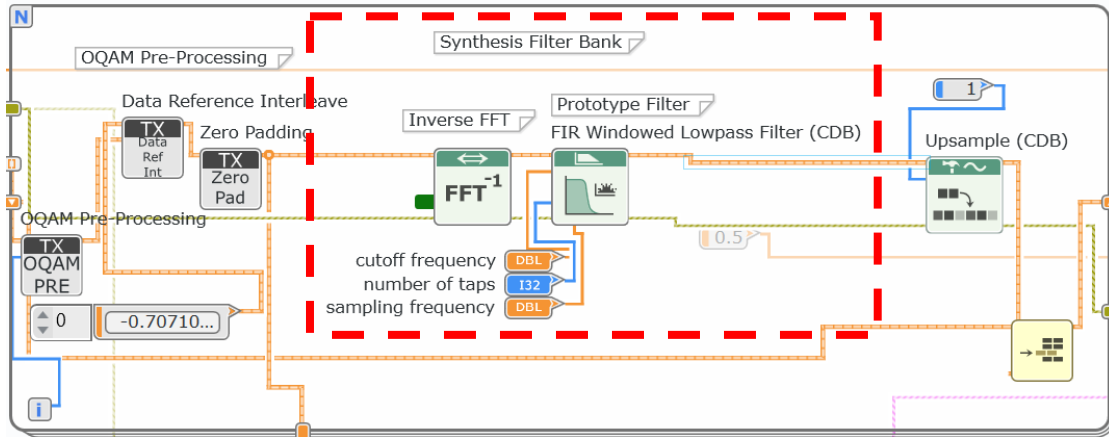 N
Synthesis Filter Bank
OQAM Pre-Processing
1
Data Reference Interleave
Prototype Filter
Inverse FFT
Zero Padding
FIR Windowed Lowpass Filter (CDB)
Upsample (CDB)
TX
Data
Ref
Int
TX
Zero
Pad
FFT-1
OQAM Pre-Processing
TX
OQAM
PRE
0.5
cutoff frequency DBL
number of taps I32
sampling frequency DBL
0
-0.70710...
i